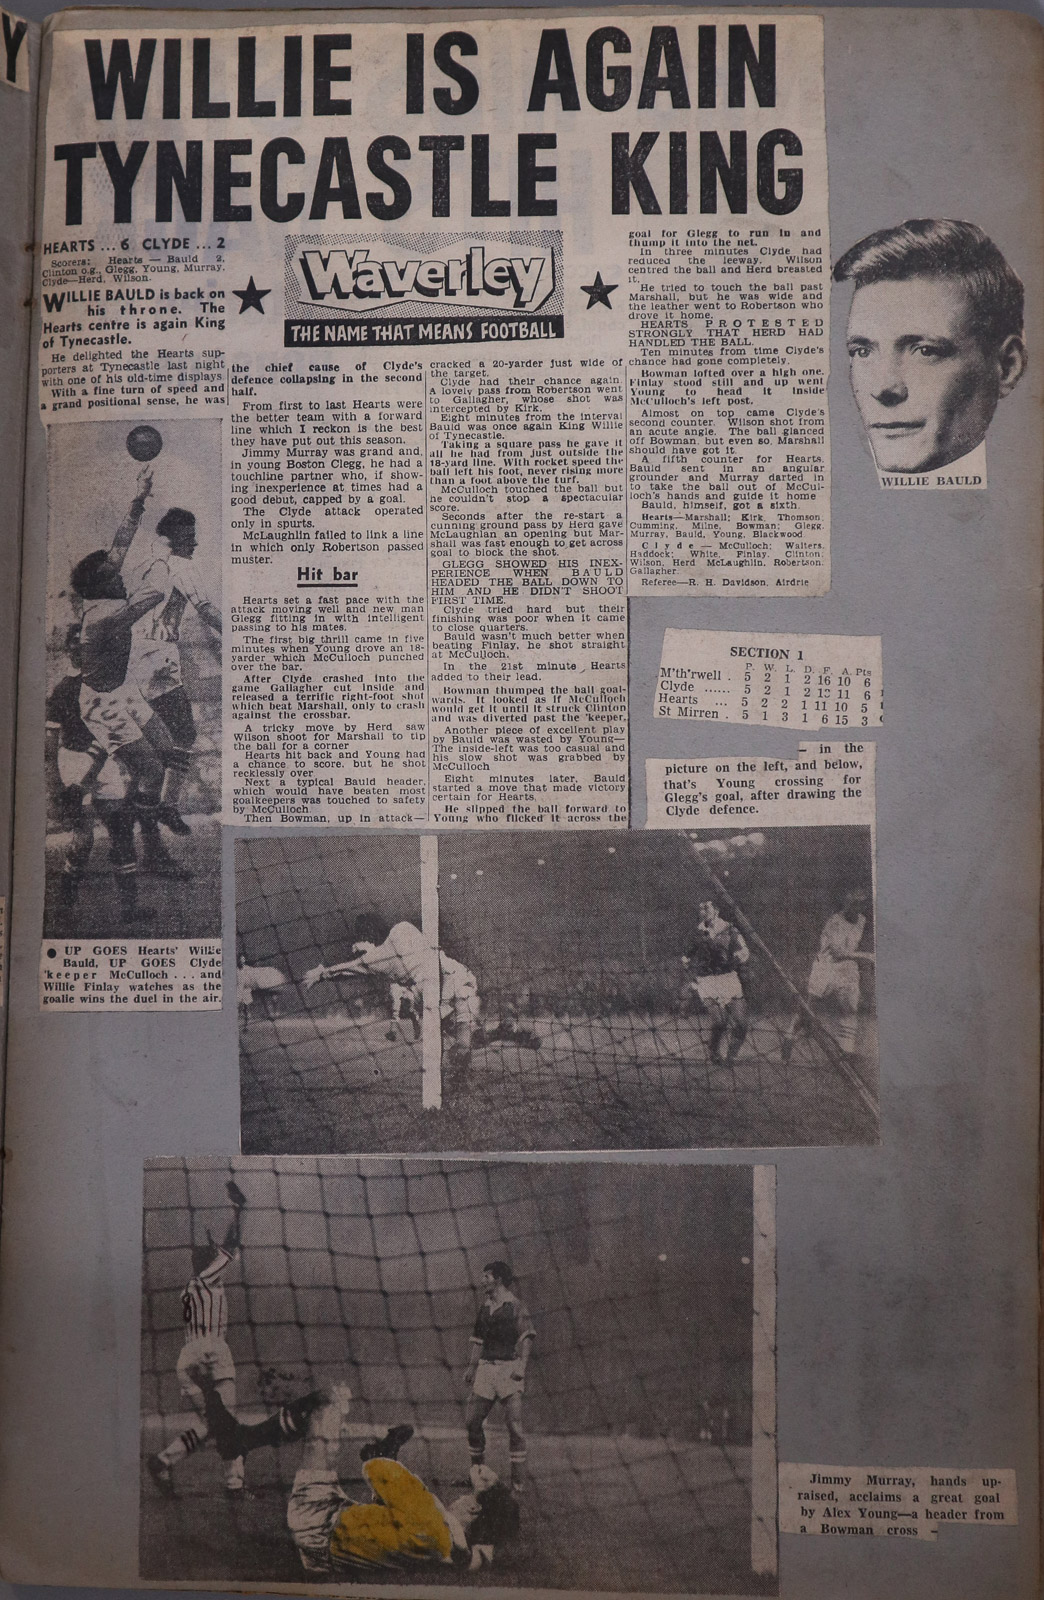 Y
WILLIE IS AGAIN
TYNECASTLE KING
HEARTS ... 6 CLYDE ... 2
Scorers: Hearts — Bauld 2,
Clinton o.g., Glegg, Young, Murray,
Clyde—Herd, Wilson.
WILLIE BAULD is back on
his throne. The
Hearts centre is again King
of Tynecastle.
He delighted the Hearts sup-
porters at Tynecastle last night
with one of his old-time displays.
With a fine turn of speed and
a grand positional sense, he was
Waverley
THE NAME THAT MEANS FOOTBALL
the chief cause of Clyde's
defence collapsing in the second
half.
From first to last Hearts were
the better team with a forward
line which I reckon is the best
they have put out this season.
Jimmy Murray was grand and,
in young Boston Clegg, he had a
touchline partner who, if show-
ing inexperience at times had a
good debut, capped by a goal.
The Clyde attack operated
only in spurts.
McLaughlin failed to link a line
in which only Robertson passed
muster.
Hit bar
Hearts set a fast pace with the
attack moving well and new man
Glegg fitting in with intelligent
passing to his mates.
The first big thrill came in five
minutes when Young drove an 18-
yarder which McCulloch punched
over the bar.
After Clyde crashed into the
game Gallagher cut inside and
released a terrific right-foot shot
which beat Marshall, only to crash
against the crossbar.
A tricky move by Herd saw
Wilson shoot for Marshall to tip
the ball for a corner
Hearts hit back and Young had
a chance to score, but he shot
recklessly over
Next a typical Bauld header,
which would have beaten most
goalkeepers was touched to safety
by McCulloch.
Then Bowman, up in attack—
cracked a 20-yarder just wide of
the target.
Clyde had their chance again.
A lovely pass from Robertson went
to Gallagher, whose shot was
intercepted by Kirk.
Eight minutes from the interval
Bauld was once again King Willie
of Tynecastle.
Taking a square pass he gave it
all he had from just outside the
18-yard line. With rocket speed the
ball left his foot, never rising more
than a foot above the turf.
McCulloch touched the ball but
he couldn't stop a spectacular
score.
Seconds after the re-start a
cunning ground pass by Herd gave
McLaughlan an opening but Mar-
shall was fast enough to get across
goal to block the shot.
GLEGG SHOWED HIS INEX-
PERIENCE WHEN BAULD
HEADED THE BALL DOWN TO
HIM AND HE DIDN'T SHOOT
FIRST TIME.
Clyde tried hard but their
finishing was poor when it came
to close quarters.
Bauld wasn't much better when
beating Finlay, he shot straight
at McCulloch.
In the 21st minute Hearts
added to their lead.
Bowman thumped the ball goal-
wards. It looked as if McCulloch
would get it until it struck Clinton
and was diverted past the 'keeper.
Another piece of excellent play
by Bauld was wasted by Young—
The inside-left was too casual and
his slow shot was grabbed by
McCulloch
Eight minutes later, Bauld
started a move that made victory
certain for Hearts.
He slipped the ball forward to
Young who flicked it across the
goal for Glegg to run in and
thump it into the net.
In three minutes Clyde had
reduced the leeway. Wilson
centred the ball and Herd breasted
it.
He tried to touch the ball past
Marshall, but he was wide and
the leather went to Robertson who
drove it home.
HEARTS PROTESTED
STRONGLY THAT HERD HAD
HANDLED THE BALL.
Ten minutes from time Clyde's
chance had gone completely.
Bowman lofted over a high one.
Finlay stood still and up went
Young to head it inside
McCulloch's left post.
Almost on top came Clyde's
second counter. Wilson shot from
an acute angle. The ball glanced
off Bowman, but even so, Marshall
should have got it.
A fifth counter for Hearts.
Bauld sent in an angular
grounder and Murray darted in
to take the ball out of McCul-
loch's hands and guide it home
Bauld, himself, got a sixth.
Hearts—Marshall; Kirk, Thomson,
Cumming, Milne, Bowman; Glegg,
Murray, Bauld, Young, Blackwood
Clyde — McCulloch; Walters,
Haddock; White, Finlay, Clinton;
Wilson, Herd McLaughlin, Robertson,
Gallagher.
Referee—R. H. Davidson, Airdrie
WILLIE BAULD
SECTION 1
P. W. L. D. F. A. Pts
M'th'rwell . 5 2 1 2 16 10 6
Clyde ...... 5 2 1 2 11 6
Hearts ... 5 2 2 1 11 10 5
St Mirren . 5 1 3 1 6 15 3
— in the
picture on the left, and below,
that's Young crossing for
Glegg's goal, after drawing the
Clyde defence.
● UP GOES Hearts' Willie
Bauld, UP GOES Clyde
'keeper McCulloch . . . and
Willie Finlay watches as the
goalie wins the duel in the air.
8
Jimmy Murray, hands up-
raised, acclaims a great goal
by Alex Young—a header from
a Bowman cross —